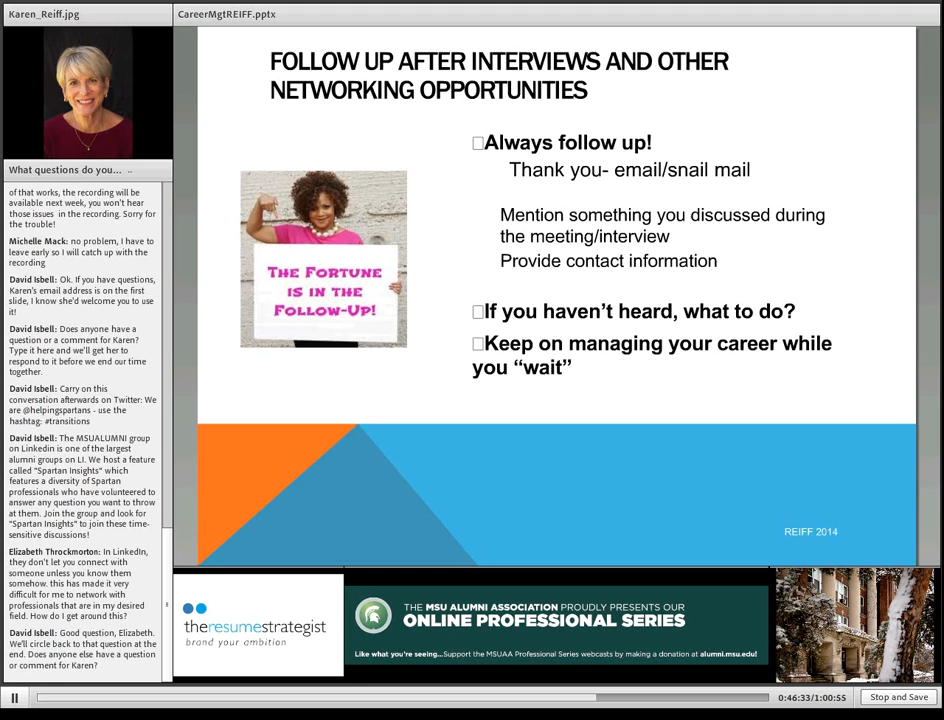 Karen_Reiff.jpg
CareerMgtREIFF.pptx
What questions do you... ..
of that works, the recording will be
available next week, you won't hear
those issues in the recording. Sorry for
the trouble!
Michelle Mack: no problem, I have to
leave early so I will catch up with the
recording
David Isbell: Ok. If you have questions,
Karen's email address is on the first
slide, I know she'd welcome you to use
it!
David Isbell: Does anyone have a
question or a comment for Karen?
Type it here and we'll get her to
respond to it before we end our time
together.
David Isbell: Carry on this
conversation afterwards on Twitter: We
are @helpingspartans - use the
hashtag: #transitions
David Isbell: The MSUALUMNI group
on Linkedin is one of the largest
alumni groups on LI. We host a feature
called "Spartan Insights" which
features a diversity of Spartan
professionals who have volunteered to
answer any question you want to throw
at them. Join the group and look for
"Spartan Insights" to join these time-
sensitive discussions!
Elizabeth Throckmorton: In LinkedIn,
they don't let you connect with
someone unless you know them
somehow. this has made it very
difficult for me to network with
professionals that are in my desired
field. How do I get around this?
David Isbell: Good question, Elizabeth.
We'll circle back to that question at the
end. Does anyone else have a question
or comment for Karen?
FOLLOW UP AFTER INTERVIEWS AND OTHER
NETWORKING OPPORTUNITIES
The Fortune
is in the
Follow-Up!
Always follow up!
Thank you- email/snail mail
Mention something you discussed during
the meeting/interview
Provide contact information
If you haven't heard, what to do?
Keep on managing your career while
you “wait”
REIFF 2014
theresumestrategist
brand your ambition
THE MSU ALUMNI ASSOCIATION PROUDLY PRESENTS OUR
ONLINE PROFESSIONAL SERIES
Like what you're seeing...Support the MSUAA Professional Series webcasts by making a donation at alumni.msu.edu!
0:46:33/1:00:55
Stop and Save